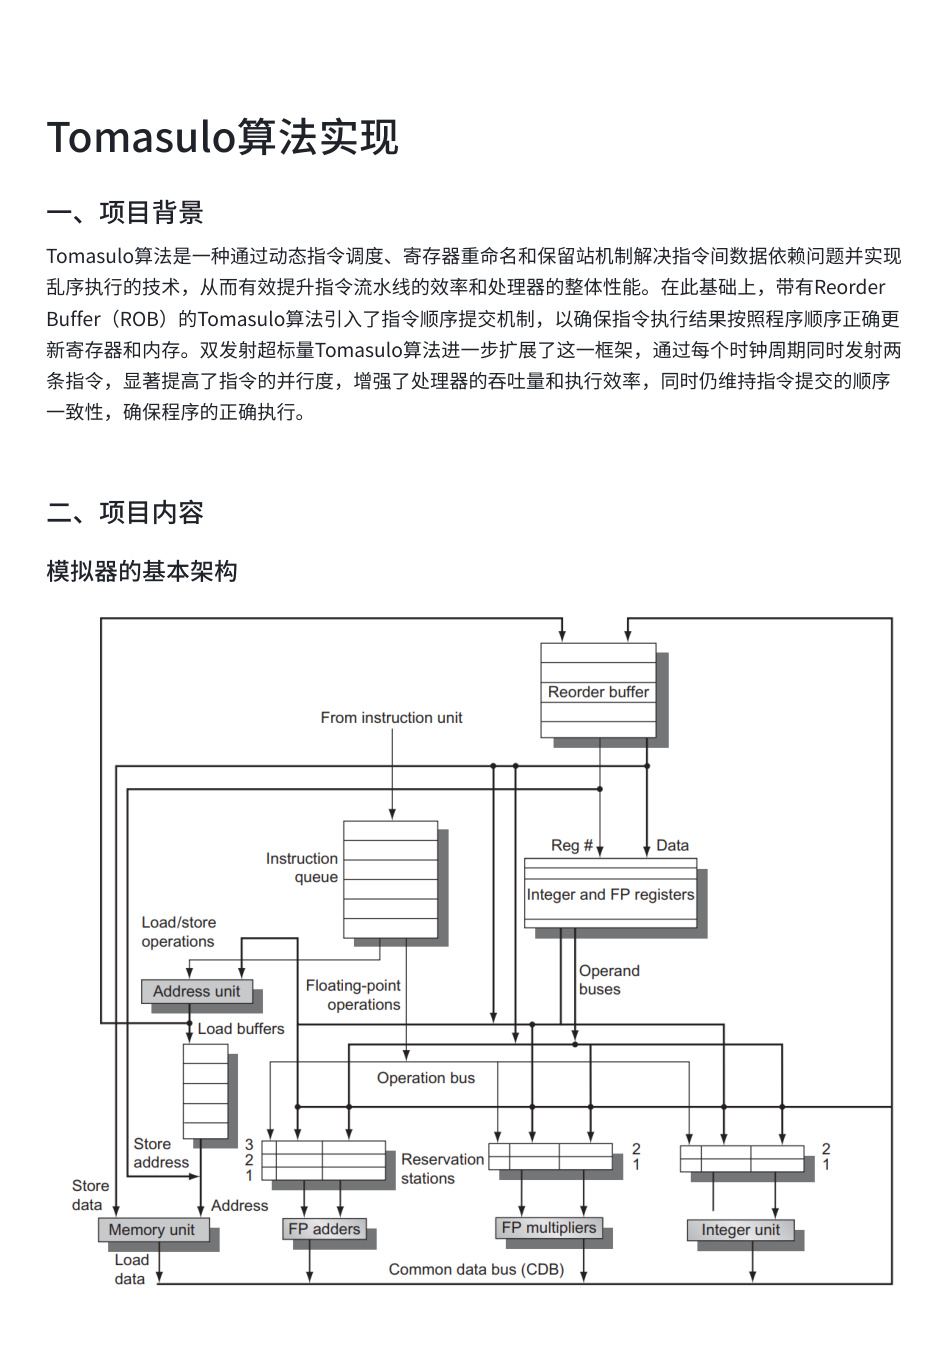 Tomasulo算法实现
一、项目背景
Tomasulo算法是一种通过动态指令调度、寄存器重命名和保留站机制解决指令间数据依赖问题并实现
乱序执行的技术，从而有效提升指令流水线的效率和处理器的整体性能。在此基础上，带有Reorder
Buffer（ROB）的Tomasulo算法引入了指令顺序提交机制，以确保指令执行结果按照程序顺序正确更
新寄存器和内存。双发射超标量Tomasulo算法进一步扩展了这一框架，通过每个时钟周期同时发射两
条指令，显著提高了指令的并行度，增强了处理器的吞吐量和执行效率，同时仍维持指令提交的顺序
一致性，确保程序的正确执行。
二、项目内容
模拟器的基本架构
Reorder buffer
From instruction unit
Reg #
Data
Instruction
queue
Integer and FP registers
Load/store
operations
Operand
buses
Address unit
Floating-point
operations
Load buffers
Operation bus
Store
address
3
2
1
Reservation
stations
2
1
2
1
Store
data
Address
Memory unit
FP adders
FP multipliers
Integer unit
Load
data
Common data bus (CDB)